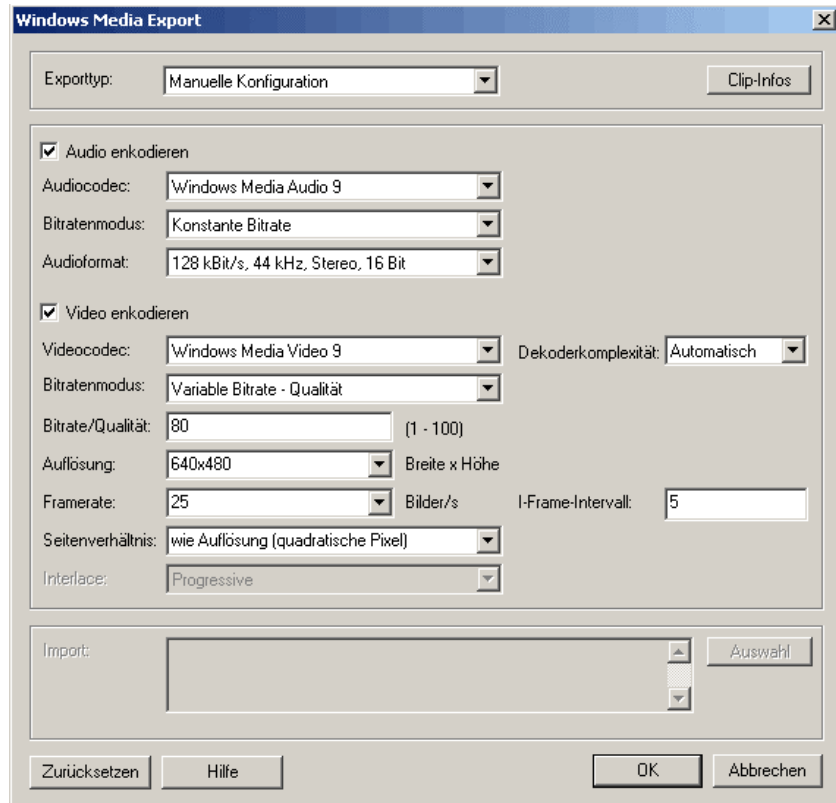 Windows Media Export
Exporttyp: Manuelle Konfiguration Clip-Infos
Audio enkodieren
Audiocodec: Windows Media Audio 9
Bitratenmodus: Konstante Bitrate
Audioformat: 128 kBit/s, 44 kHz, Stereo, 16 Bit
Video enkodieren
Videocodec: Windows Media Video 9 Dekoderkomplexität: Automatisch
Bitratenmodus: Variable Bitrate - Qualität
Bitrate/Qualität: 80 (1 - 100)
Auflösung: 640x480 Breite x Höhe
Framerate: 25 Bilder/s I-Frame-Intervall: 5
Seitenverhältnis: wie Auflösung (quadratische Pixel)
Interlace: Progressive
Import: Auswahl
Zurücksetzen Hilfe OK Abbrechen